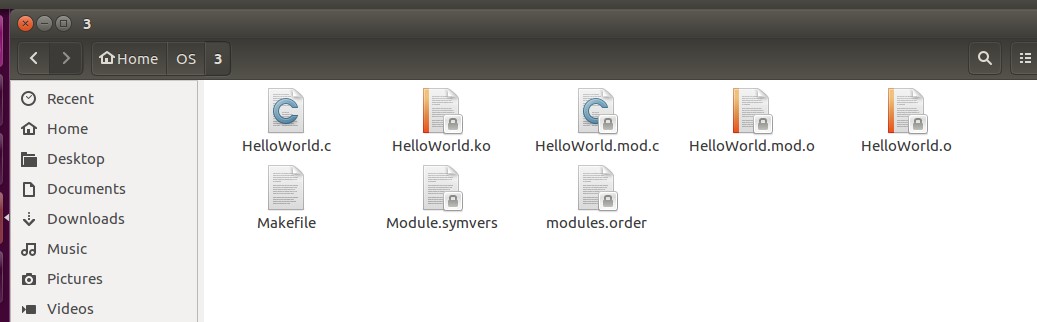 3
Home OS 3
Recent
Home
Desktop
Documents
Downloads
Music
Pictures
Videos
HelloWorld.c HelloWorld.ko HelloWorld.mod.c HelloWorld.mod.o HelloWorld.o
Makefile Module.symvers modules.order